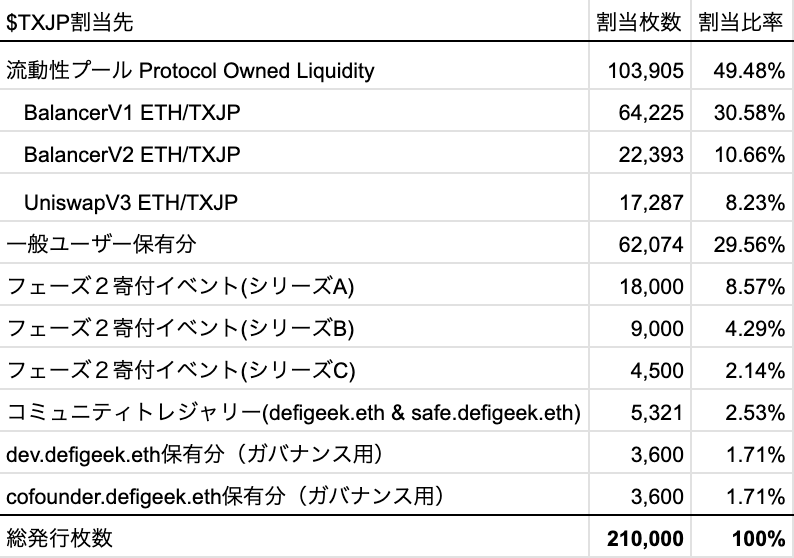 $TXJP割当先 割当枚数 割当比率
流動性プール Protocol Owned Liquidity 103,905 49.48%
BalancerV1 ETH/TXJP 64,225 30.58%
BalancerV2 ETH/TXJP 22,393 10.66%
UniswapV3 ETH/TXJP 17,287 8.23%
一般ユーザー保有分 62,074 29.56%
フェーズ２寄付イベント(シリーズA) 18,000 8.57%
フェーズ２寄付イベント(シリーズB) 9,000 4.29%
フェーズ２寄付イベント(シリーズC) 4,500 2.14%
コミュニティトレジャリー(defigeek.eth & safe.defigeek.eth) 5,321 2.53%
dev.defigeek.eth保有分（ガバナンス用） 3,600 1.71%
cofounder.defigeek.eth保有分（ガバナンス用） 3,600 1.71%
総発行枚数 210,000 100%